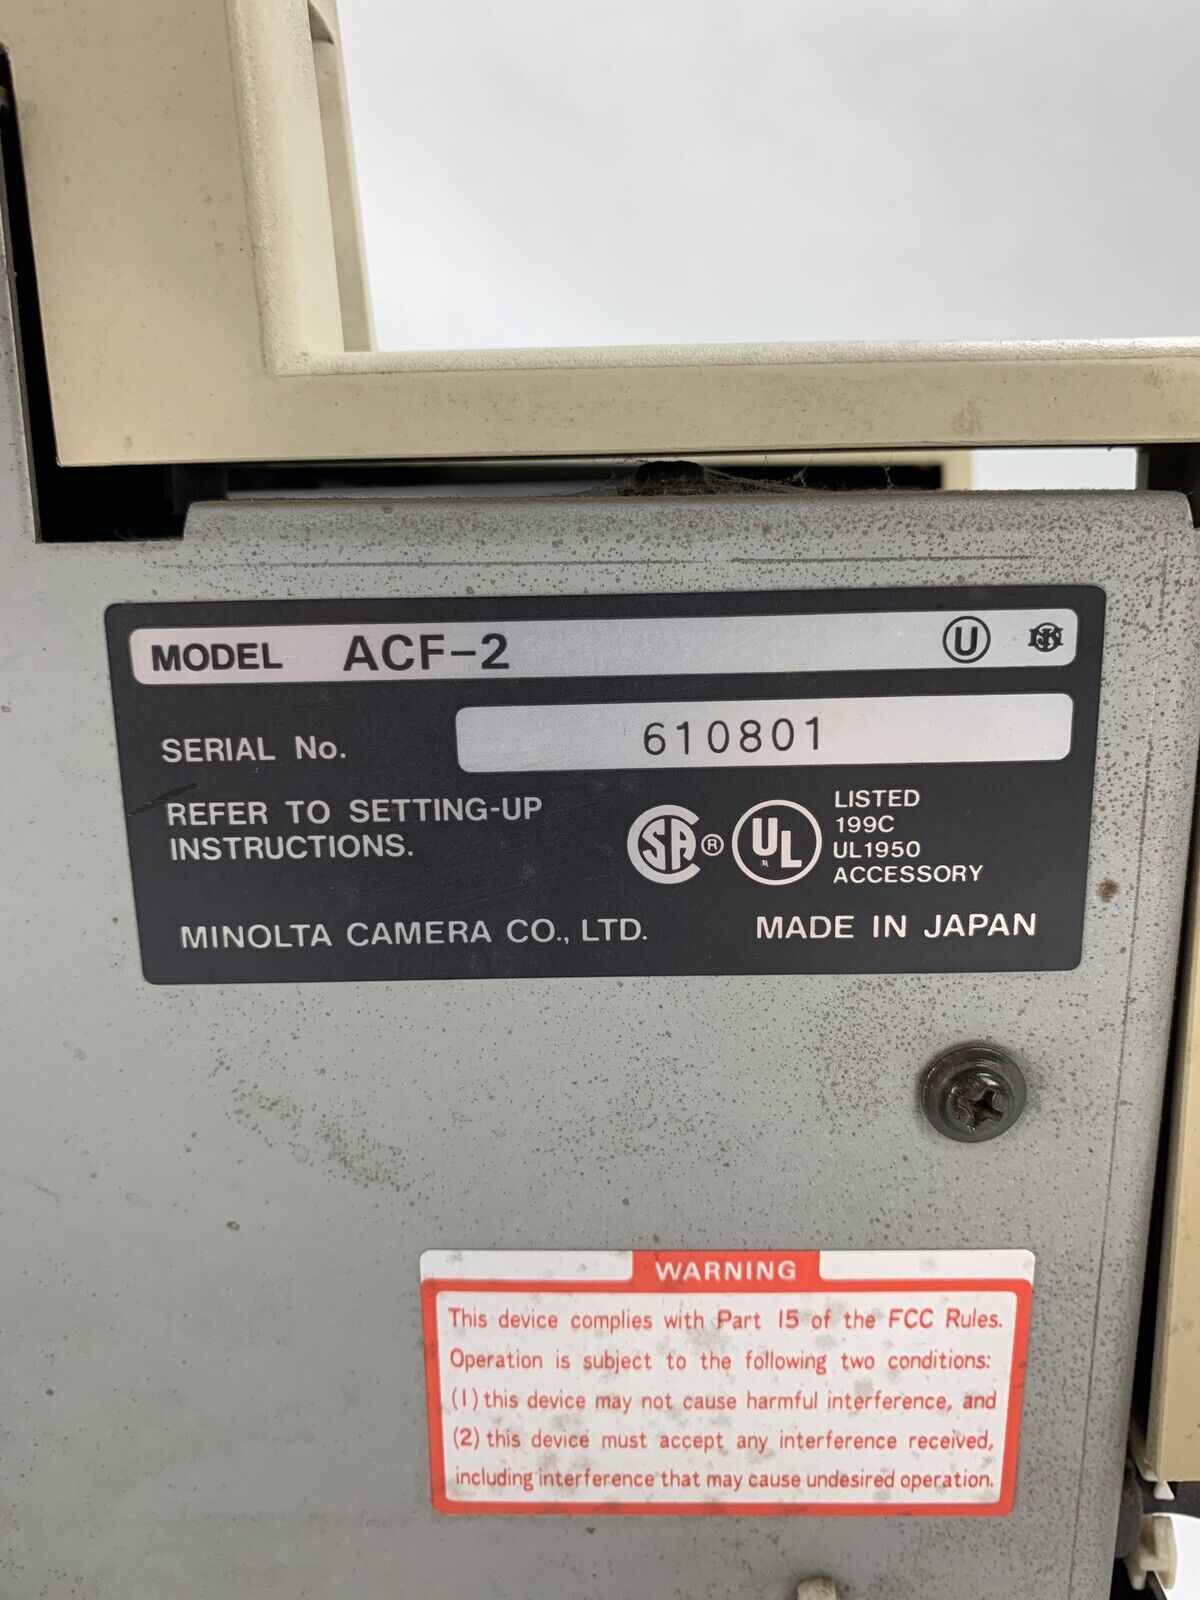 MODEL ACF-2 U
SERIAL No. 610801
REFER TO SETTING-UP
INSTRUCTIONS.
SA ® UL R
LISTED
199C
UL1950
ACCESSORY
MINOLTA CAMERA CO., LTD. MADE IN JAPAN
WARNING
This device complies with Part 15 of the FCC Rules.
Operation is subject to the following two conditions:
(1) this device may not cause harmful interference, and
(2) this device must accept any interference received,
including interference that may cause undesired operation.